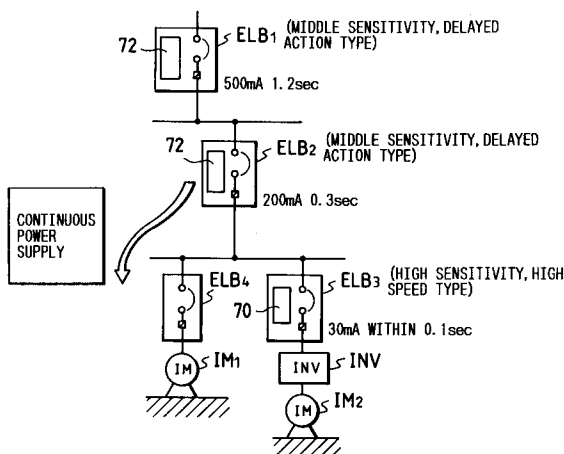 72
ELB1 (MIDDLE SENSITIVITY, DELAYED
ACTION TYPE)
500mA 1.2sec
72
ELB2 (MIDDLE SENSITIVITY, DELAYED
ACTION TYPE)
200mA 0.3sec
CONTINUOUS
POWER
SUPPLY
ELB4
70
ELB3 (HIGH SENSITIVITY, HIGH
SPEED TYPE)
30mA WITHIN 0.1sec
IM
IM1
INV
INV
IM
IM2